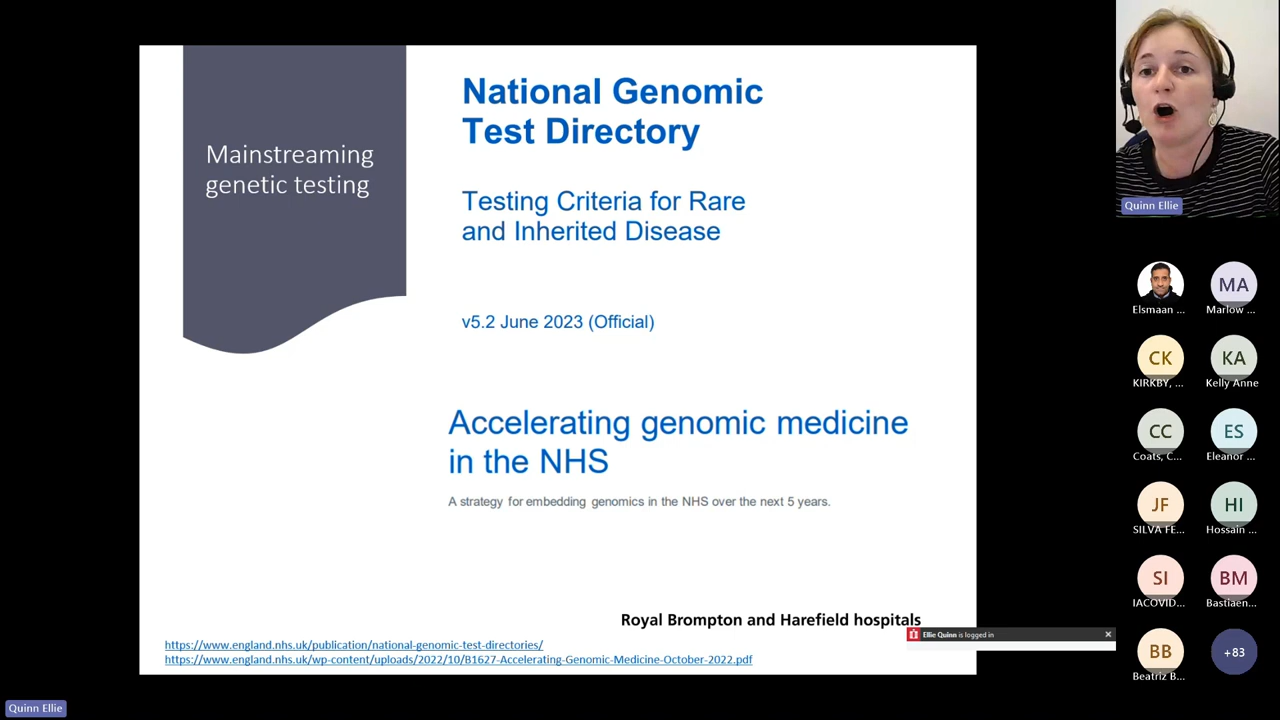 Mainstreaming
genetic testing
National Genomic
Test Directory
Testing Criteria for Rare
and Inherited Disease
v5.2 June 2023 (Official)
Accelerating genomic medicine
in the NHS
A strategy for embedding genomics in the NHS over the next 5 years.
Royal Brompton and Harefield hospitals
Ellie Quinn is logged in
https://www.england.nhs.uk/publication/national-genomic-test-directories/
https://www.england.nhs.uk/wp-content/uploads/2022/10/B1627-Accelerating-Genomic-Medicine-October-2022.pdf
Quinn Ellie
Elsmaan ...
MA
Marlow ...
CK
KIRKBY, ...
KA
Kelly Anne
CC
Coats, C...
ES
Eleanor ...
JF
SILVA FE...
HI
Hossain ...
SI
IACOVID...
BM
Bastiaen...
BB
Beatriz B...
+83
Quinn Ellie